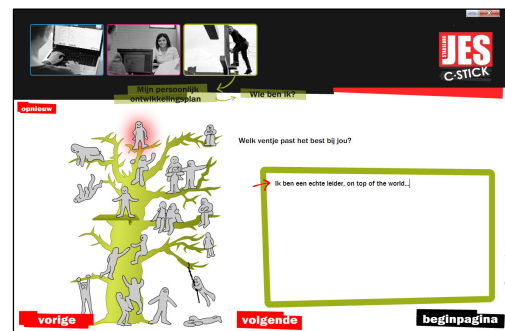 JES
C-STICK
Mijn persoonlijk
ontwikkelingsplan
Wie ben ik?
opnieuw
Welk ventje past het best bij jou?
Ik ben een echte leider, on top of the world...
vorige
volgende
beginpagina